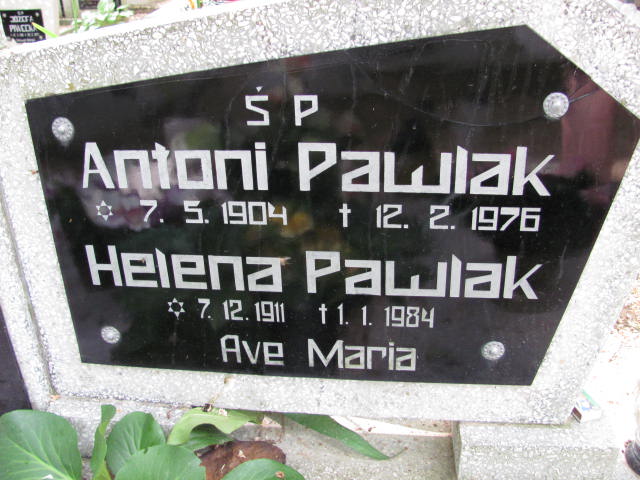 Ś P
Antoni Pawlak
✡ 7. 5. 1904 † 12. 2. 1976
Helena Pawlak
✡ 7. 12. 1911 † 1. 1. 1984
Ave Maria